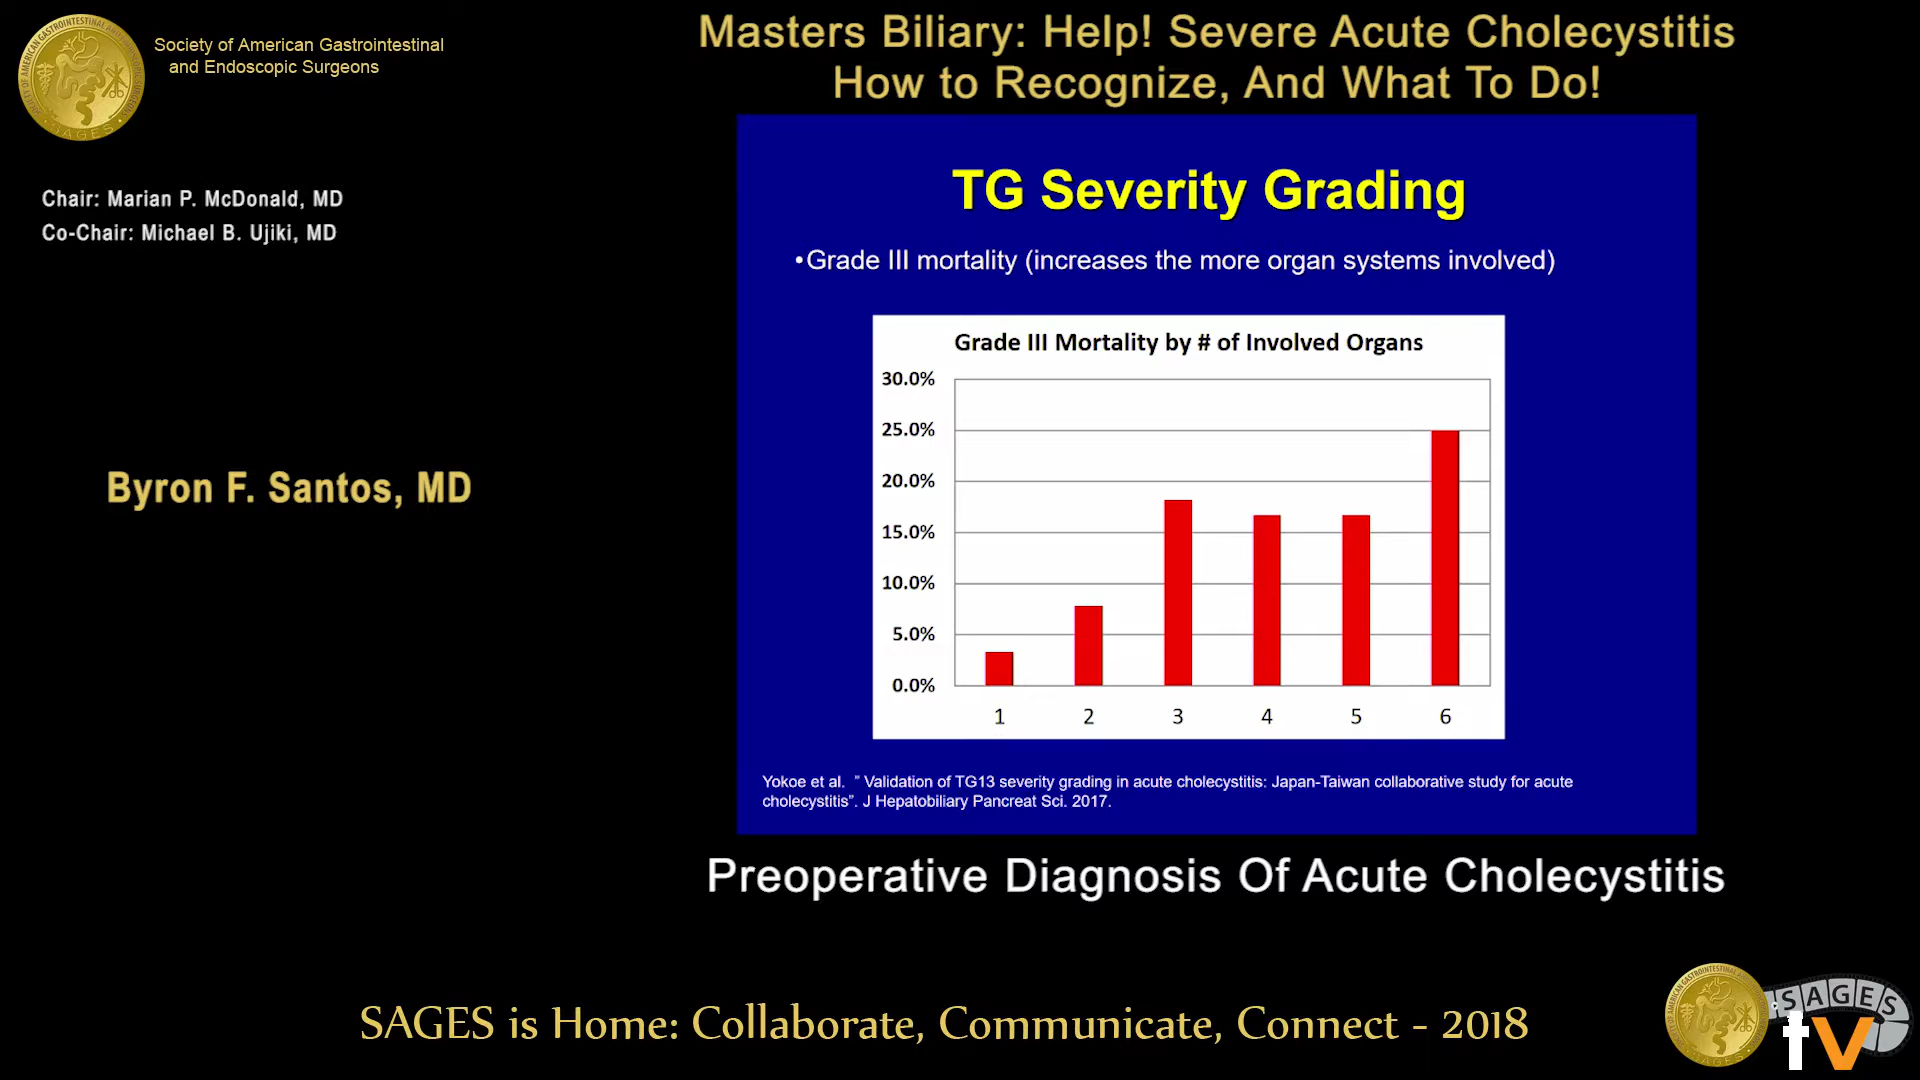 Society of American Gastrointestinal
and Endoscopic Surgeons
Masters Biliary: Help! Severe Acute Cholecystitis
How to Recognize, And What To Do!
Chair: Marian P. McDonald, MD
Co-Chair: Michael B. Ujiki, MD
Byron F. Santos, MD
TG Severity Grading
•Grade III mortality (increases the more organ systems involved)
Grade III Mortality by # of Involved Organs
30.0%
25.0%
20.0%
15.0%
10.0%
5.0%
0.0%
1 2 3 4 5 6
Yokoe et al. " Validation of TG13 severity grading in acute cholecystitis: Japan-Taiwan collaborative study for acute
cholecystitis". J Hepatobiliary Pancreat Sci. 2017.
Preoperative Diagnosis Of Acute Cholecystitis
SAGES is Home: Collaborate, Communicate, Connect - 2018
SAGES
tv